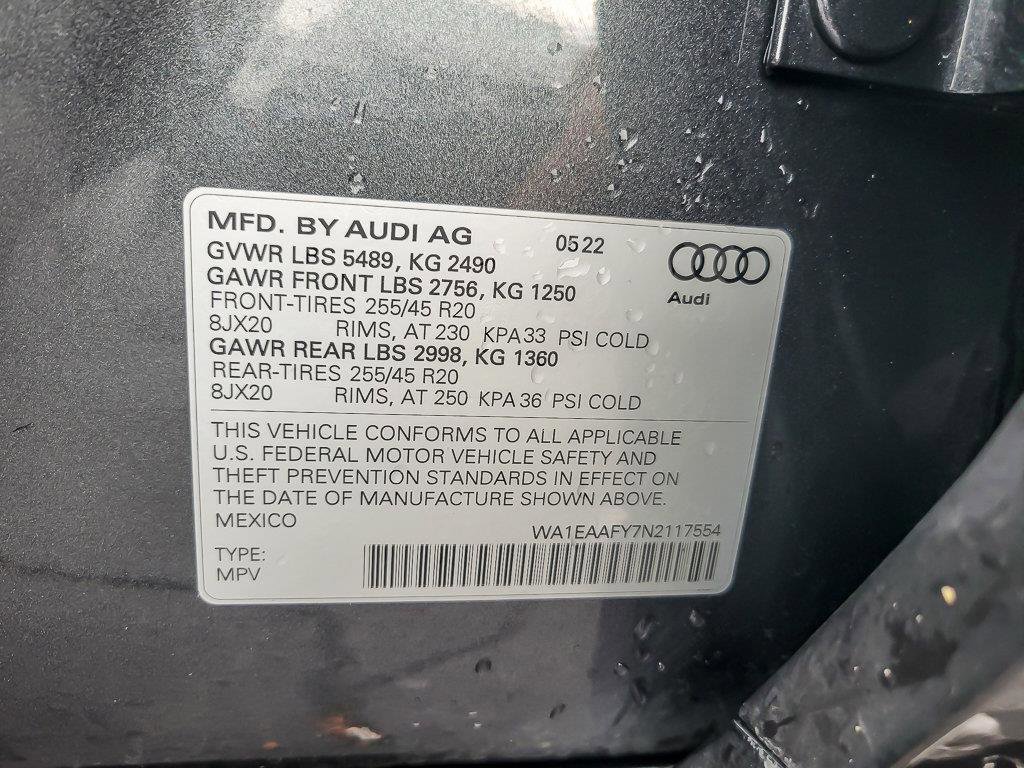 MFD. BY AUDI AG 0522
GVWR LBS 5489, KG 2490
GAWR FRONT LBS 2756, KG 1250
Audi
FRONT-TIRES 255/45 R20
8JX20 RIMS, AT 230 KPA 33 PSI COLD
GAWR REAR LBS 2998, KG 1360
REAR-TIRES 255/45 R20
8JX20 RIMS, AT 250 KPA 36 PSI COLD
THIS VEHICLE CONFORMS TO ALL APPLICABLE
U.S. FEDERAL MOTOR VEHICLE SAFETY AND
THEFT PREVENTION STANDARDS IN EFFECT ON
THE DATE OF MANUFACTURE SHOWN ABOVE.
MEXICO WA1EAAFY7N2117554
TYPE:
MPV